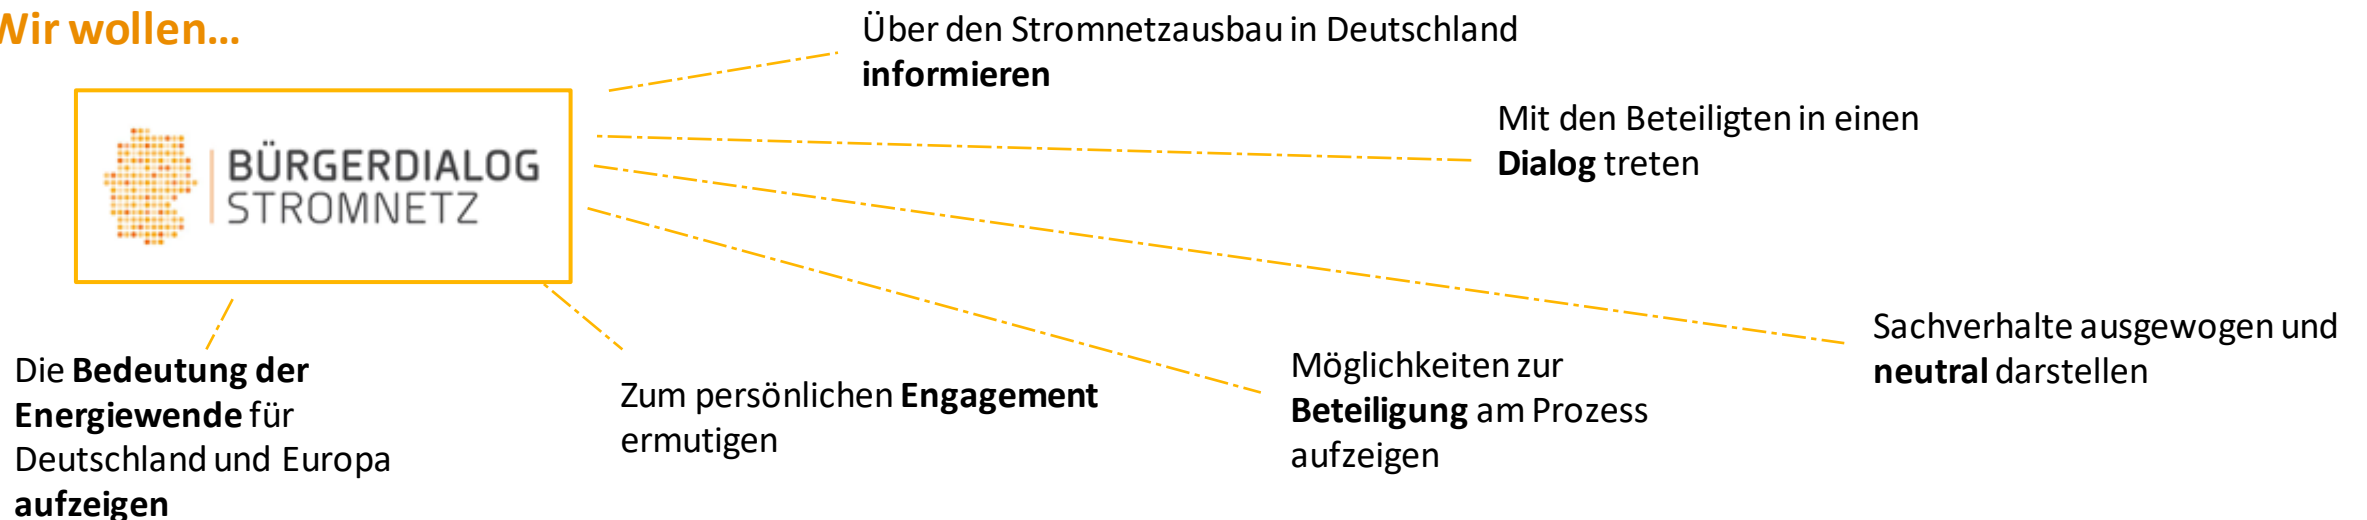 Wir wollen...
Über den Stromnetzausbau in Deutschland
informieren
Mit den Beteiligten in einen
Dialog treten
BÜRGERDIALOG
STROMNETZ
Sachverhalte ausgewogen und
neutral darstellen
Möglichkeiten zur
Beteiligung am Prozess
aufzeigen
Zum persönlichen Engagement
ermutigen
Die Bedeutung der
Energiewende für
Deutschland und Europa
aufzeigen